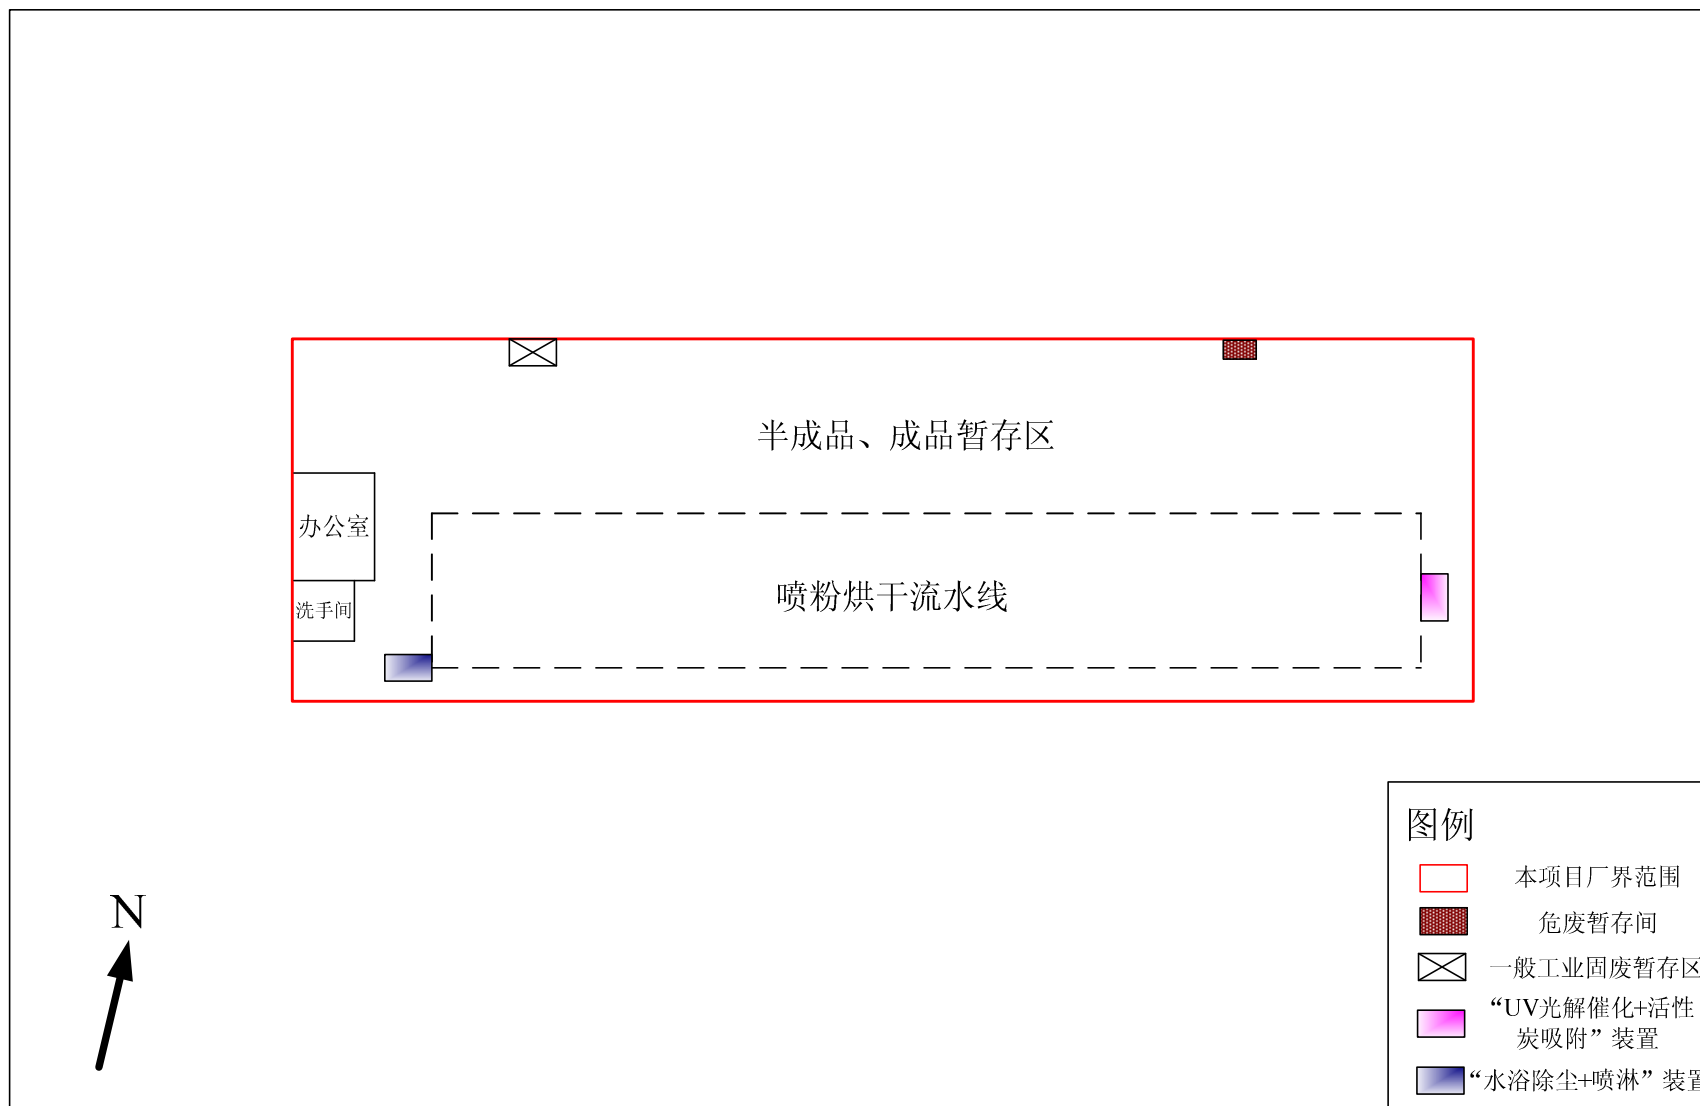 半成品、成品暂存区
办公室
喷粉烘干流水线
洗手间
N
图例
本项目厂界范围
危废暂存间
一般工业固废暂存区
“UV光解催化+活性
炭吸附”装置
“水浴除尘+喷淋”装置